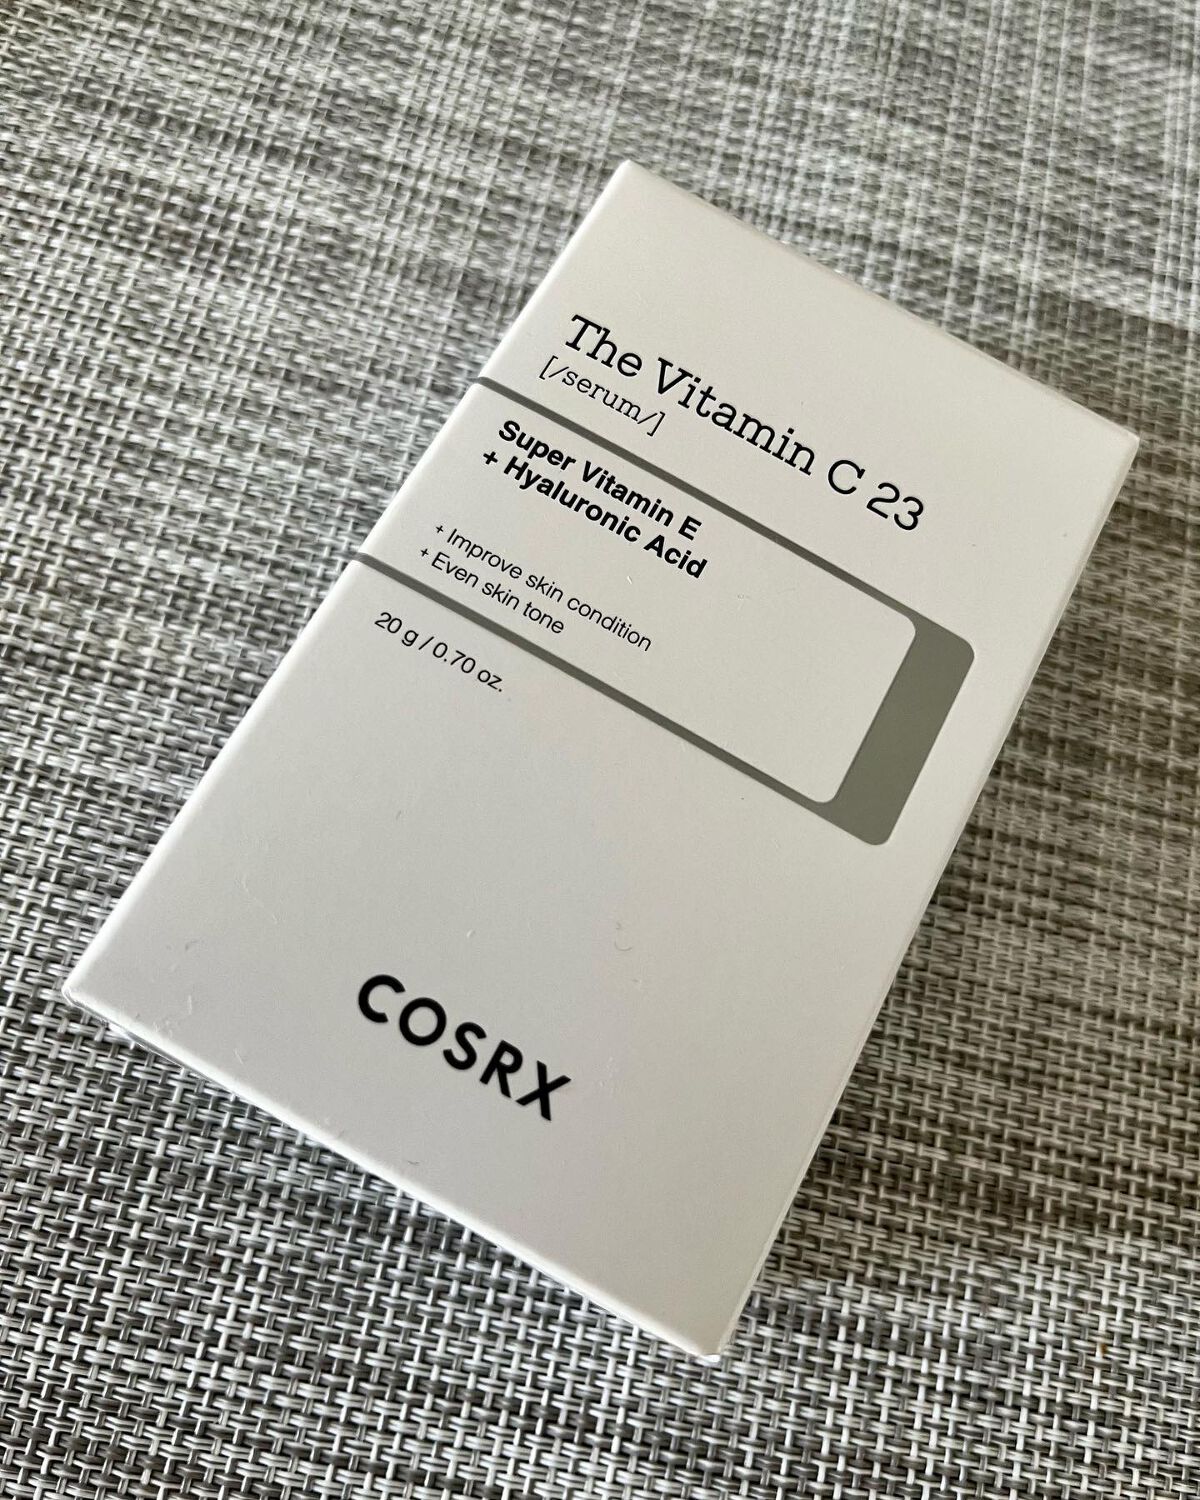 The Vitamin C 23
[/serum/]
Super Vitamin E
+ Hyaluronic Acid
+ Improve skin condition
+ Even skin tone
20 g / 0.70 oz.
COSRX